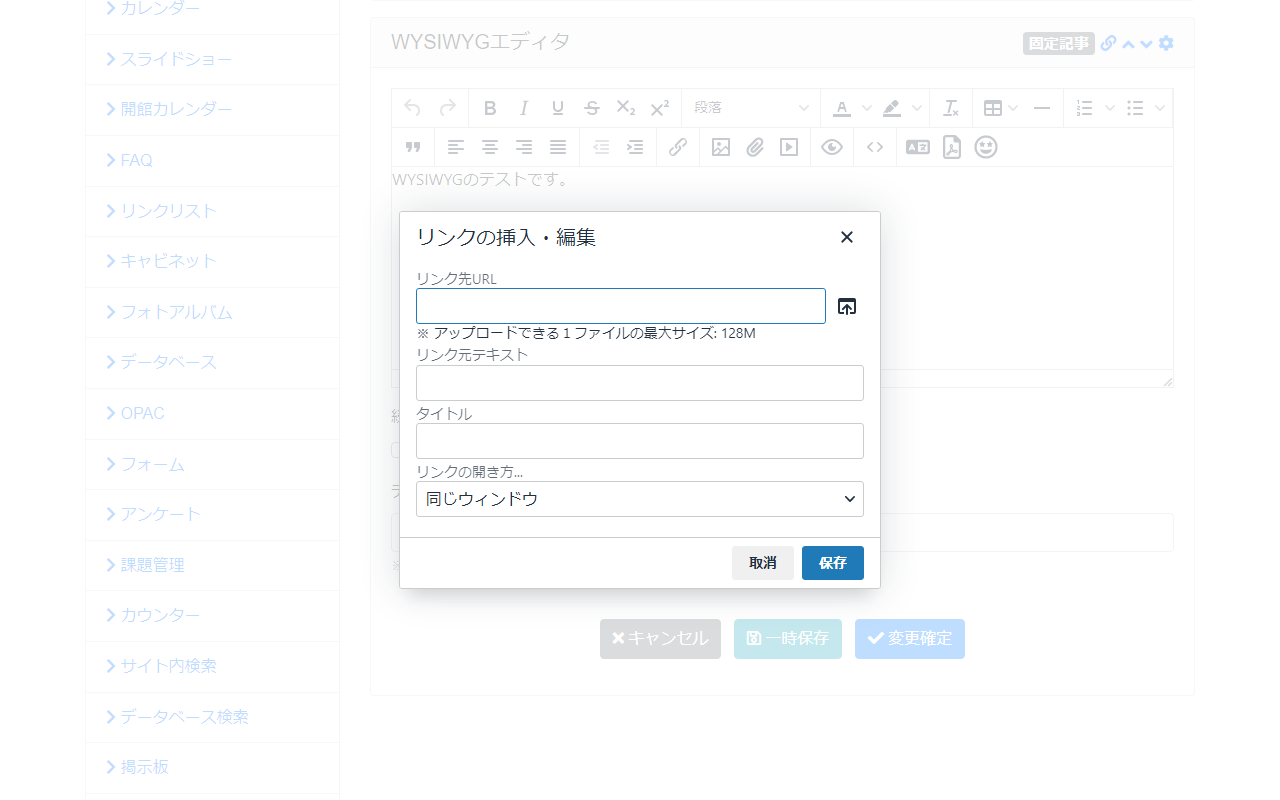 カレンダー
スライドショー
開館カレンダー
FAQ
リンクリスト
キャビネット
フォトアルバム
データベース
OPAC
フォーム
アンケート
課題管理
カウンター
サイト内検索
データベース検索
掲示板
WYSIWYGエディタ
固定記事
段落
WYSIWYGのテストです。
リンクの挿入・編集
リンク先URL
※ アップロードできる１ファイルの最大サイズ: 128M
リンク元テキスト
タイトル
リンクの開き方...
同じウィンドウ
取消 保存
キャンセル 一時保存 変更確定